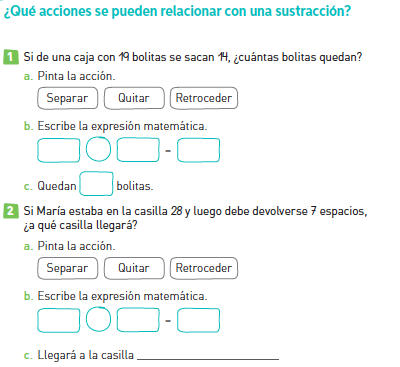 ¿Qué acciones se pueden relacionar con una sustracción?
1 Si de una caja con 19 bolitas se sacan 14, ¿cuántas bolitas quedan?
a. Pinta la acción.
Separar Quitar Retroceder
b. Escribe la expresión matemática.
-
c. Quedan bolitas.
2 Si María estaba en la casilla 28 y luego debe devolverse 7 espacios,
¿a qué casilla llegará?
a. Pinta la acción.
Separar Quitar Retroceder
b. Escribe la expresión matemática.
-
c. Llegará a la casilla ____________________